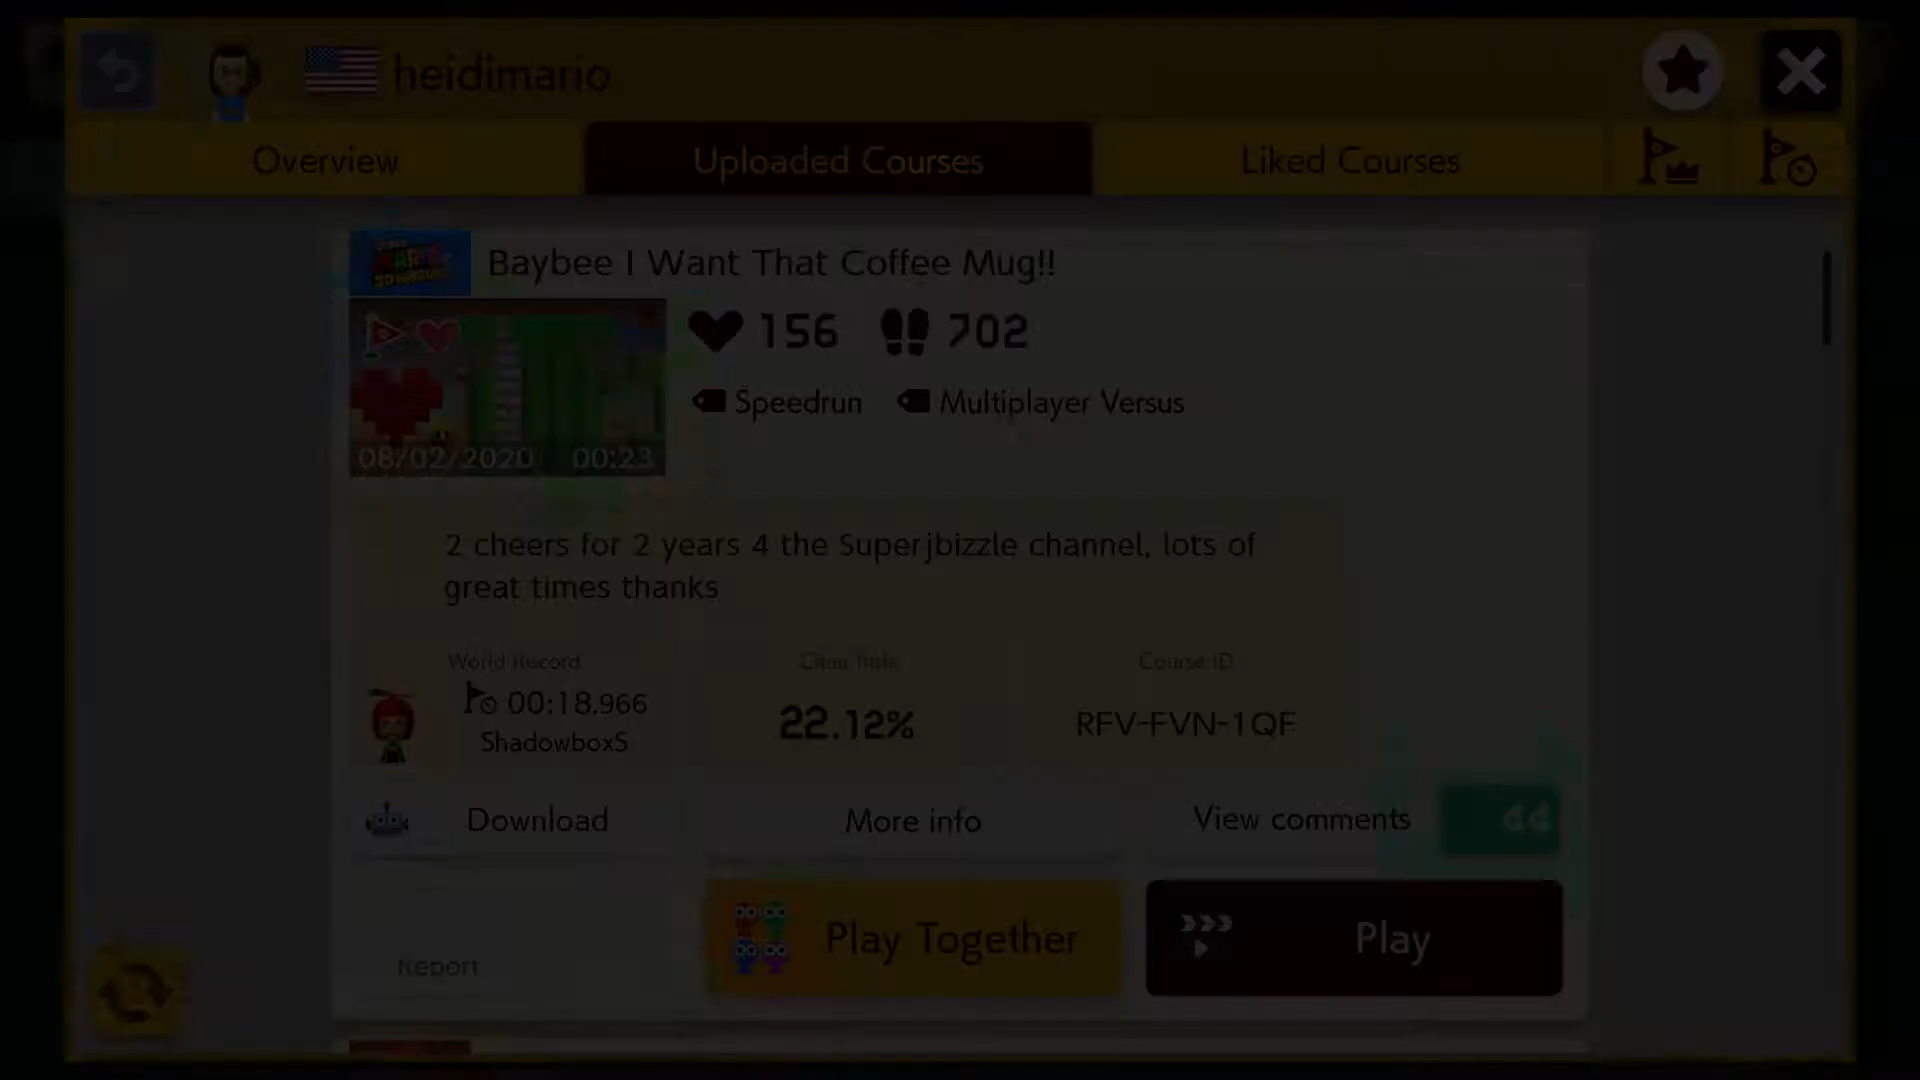 heidimario
Overview
Uploaded Courses
Liked Courses
Baybee I Want That Coffee Mug!!
156
702
Speedrun
Multiplayer Versus
08/02/2020 00:23
2 cheers for 2 years 4 the Superjbizzle channel, lots of
great times thanks
World Record
Clear Rate
Course ID
00:18.966
ShadowboxS
22.12%
RFV-FVN-1QF
Download
More info
View comments
Report
Play Together
Play